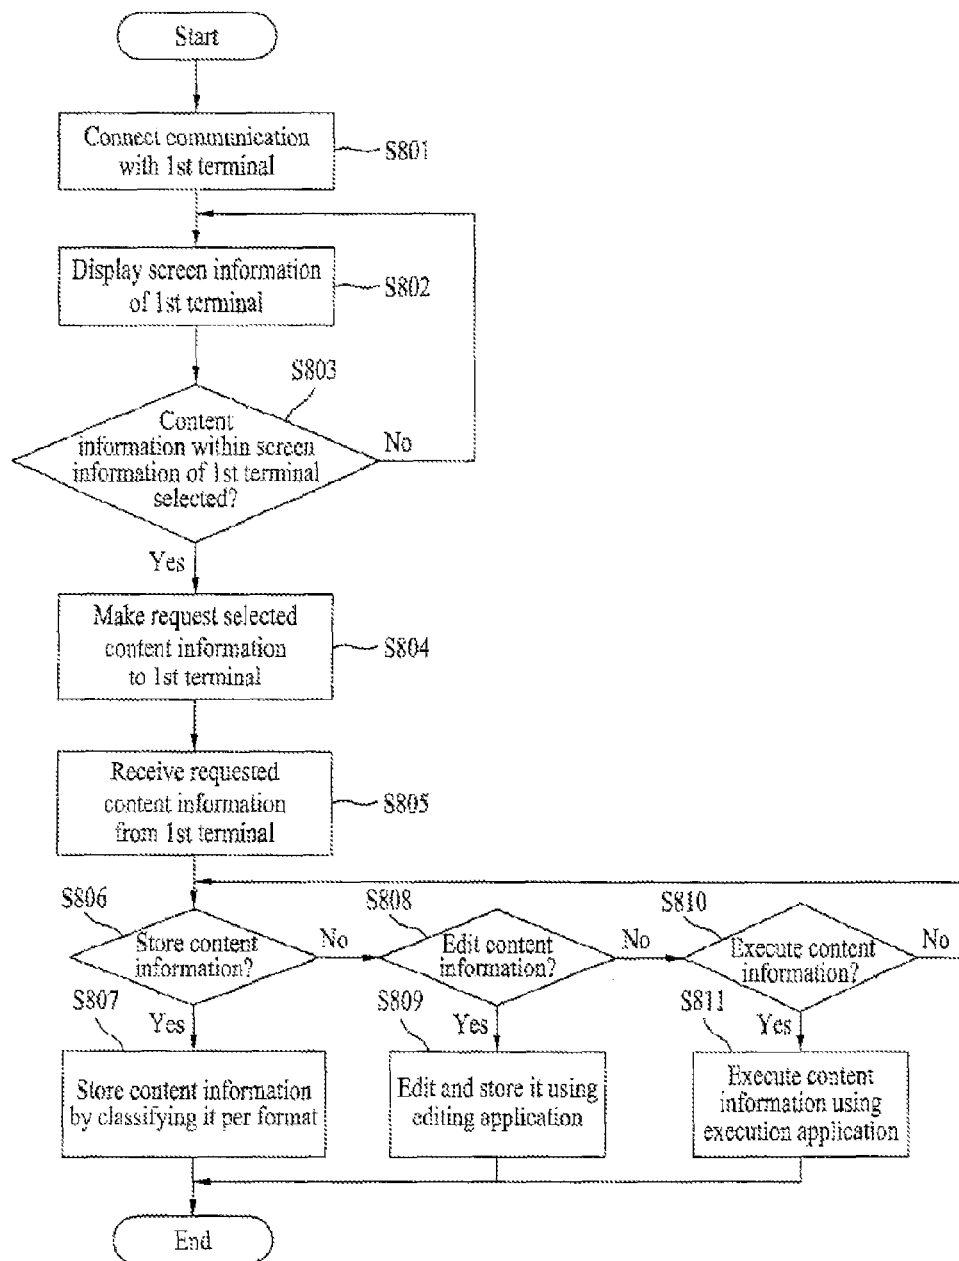 Start
Connect communication
with 1st terminal
S801
Display screen information
of 1st terminal
S802
S803
Content
information within screen
information of 1st terminal
selected?
No
Yes
Make request selected
content information
to 1st terminal
S804
Receive requested
content information
from 1st terminal
S805
S806
Store content
information?
No
S808
Edit content
information?
No
S810
Execute content
information?
No
S807
Yes
S809
Yes
S811
Yes
Store content information
by classifying it per format
Edit and store it using
editing application
Execute content
information using
execution application
End